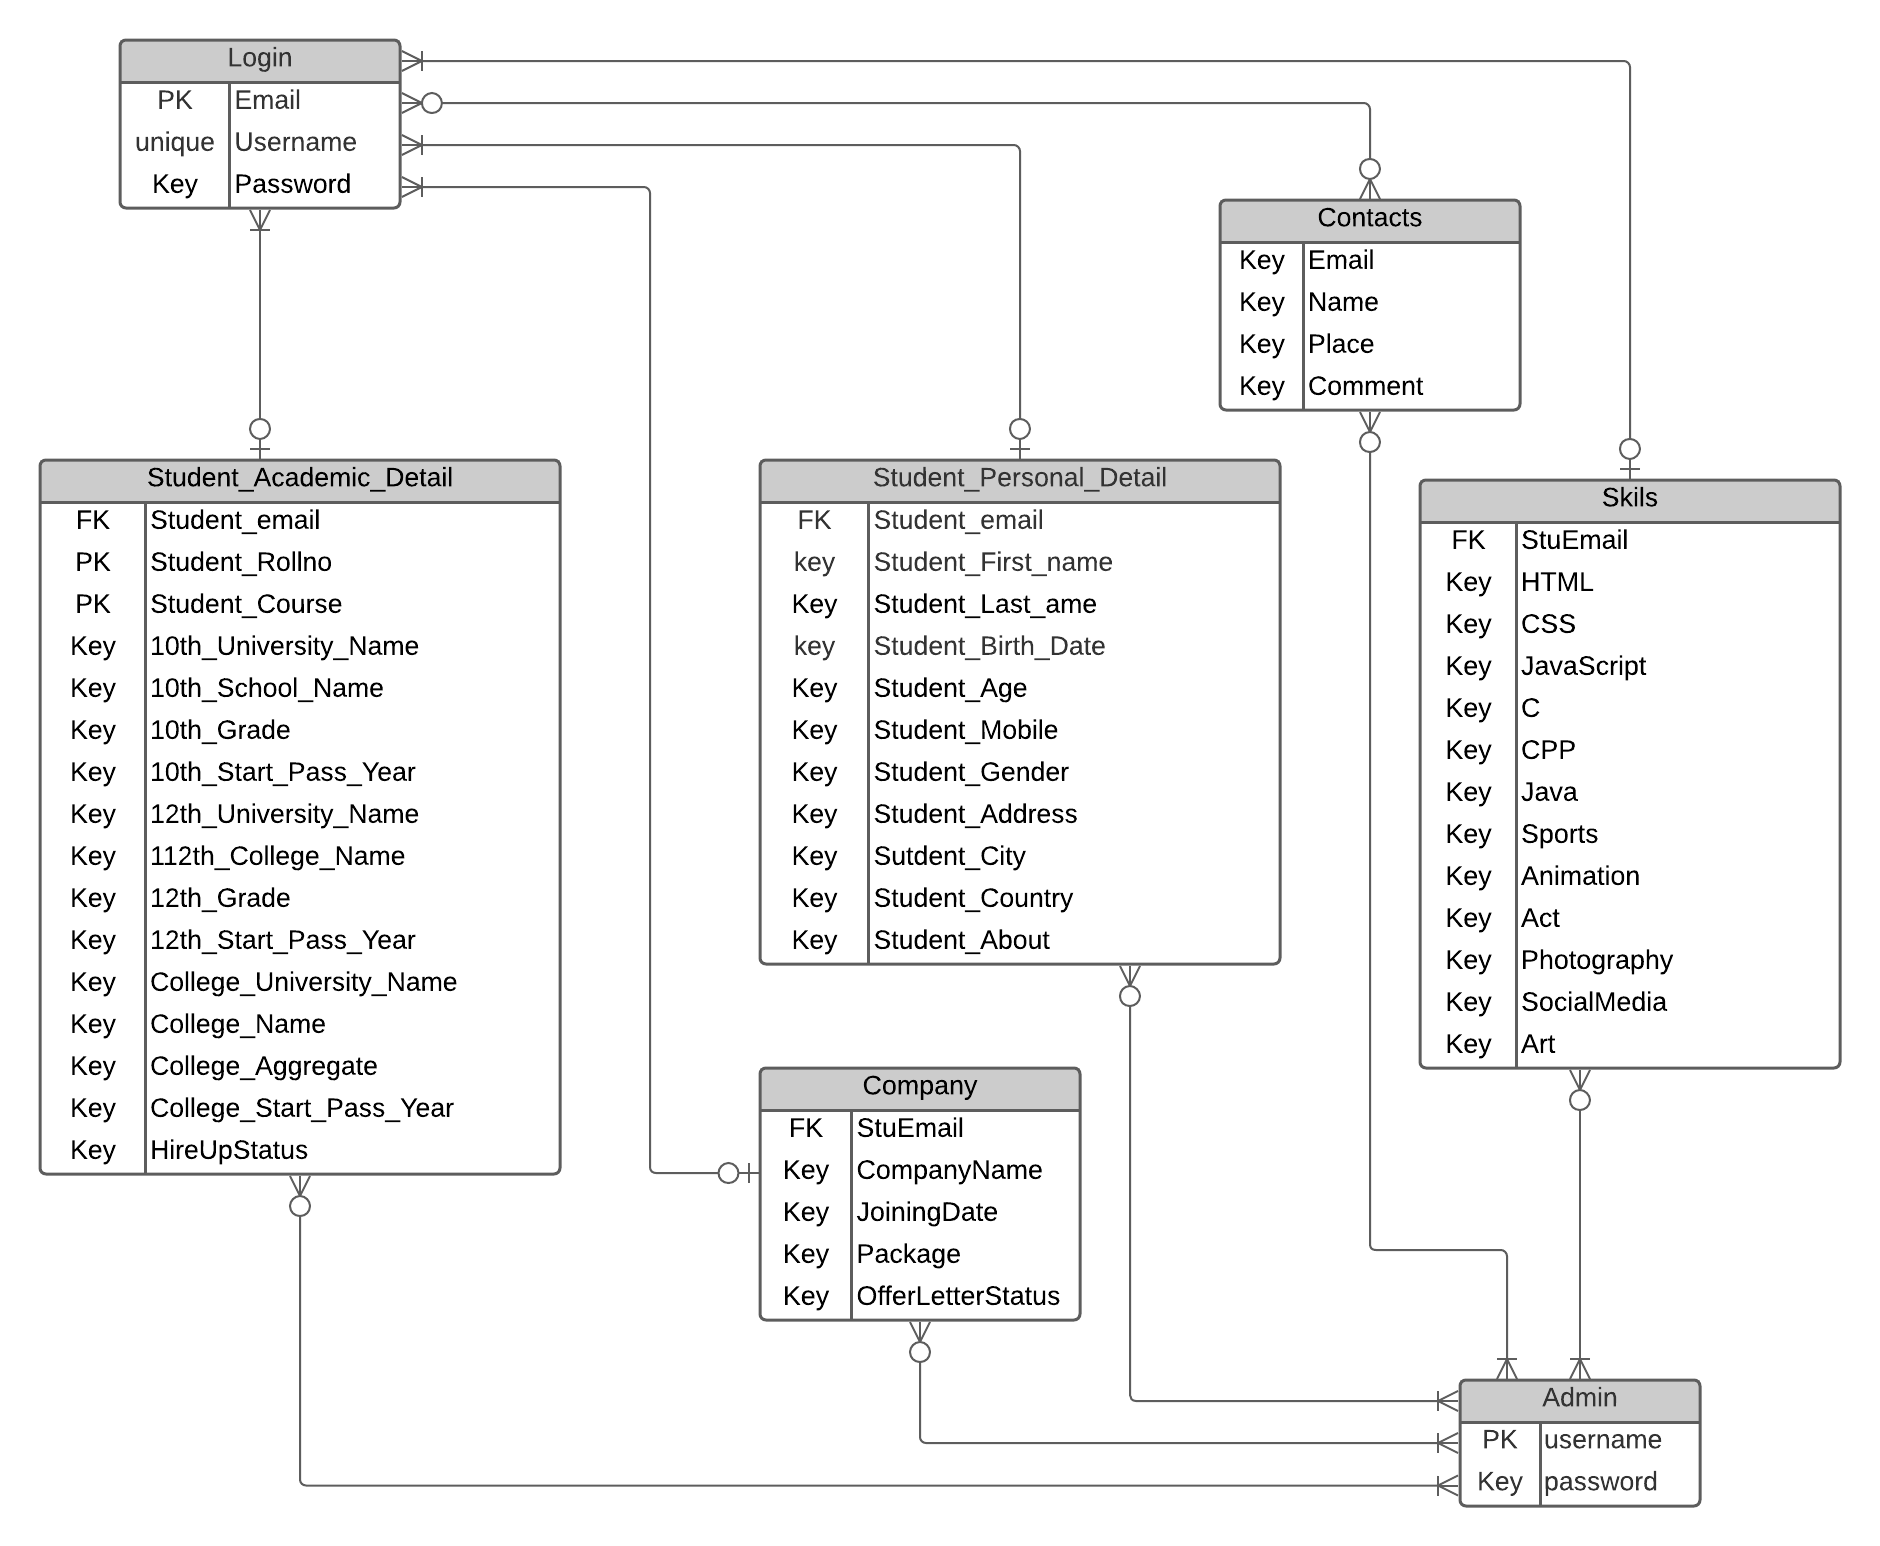 Login
PK Email
unique Username
Key Password
Contacts
Key Email
Key Name
Key Place
Key Comment
Student_Academic_Detail
FK Student_email
PK Student_Rollno
PK Student_Course
Key 10th_University_Name
Key 10th_School_Name
Key 10th_Grade
Key 10th_Start_Pass_Year
Key 12th_University_Name
Key 112th_College_Name
Key 12th_Grade
Key 12th_Start_Pass_Year
Key College_University_Name
Key College_Name
Key College_Aggregate
Key College_Start_Pass_Year
Key HireUpStatus
Student_Personal_Detail
FK Student_email
key Student_First_name
Key Student_Last_ame
key Student_Birth_Date
Key Student_Age
Key Student_Mobile
Key Student_Gender
Key Student_Address
Key Sutdent_City
Key Student_Country
Key Student_About
Skils
FK StuEmail
Key HTML
Key CSS
Key JavaScript
Key C
Key CPP
Key Java
Key Sports
Key Animation
Key Act
Key Photography
Key SocialMedia
Key Art
Company
FK StuEmail
Key CompanyName
Key JoiningDate
Key Package
Key OfferLetterStatus
Admin
PK username
Key password